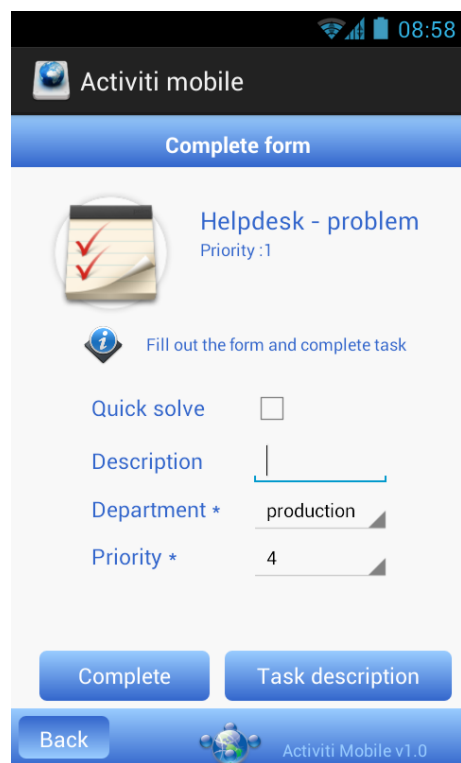 08:58
Activiti mobile
Complete form
Helpdesk - problem
Priority :1
Fill out the form and complete task
Quick solve
Description
Department * production
Priority * 4
Complete Task description
Back Activiti Mobile v1.0